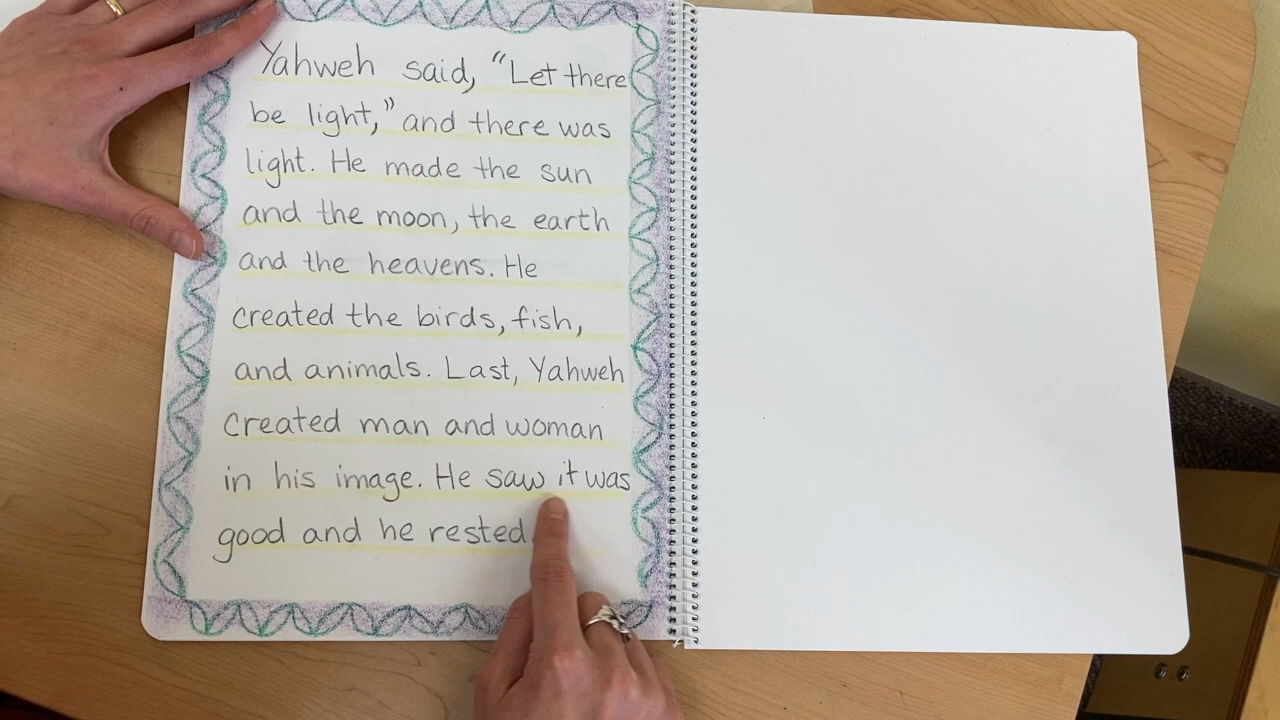 Yahweh said, “Let there
be light,” and there was
light. He made the sun
and the moon, the earth
and the heavens. He
created the birds, fish,
and animals. Last, Yahweh
created man and woman
in his image. He saw it was
good and he rested.